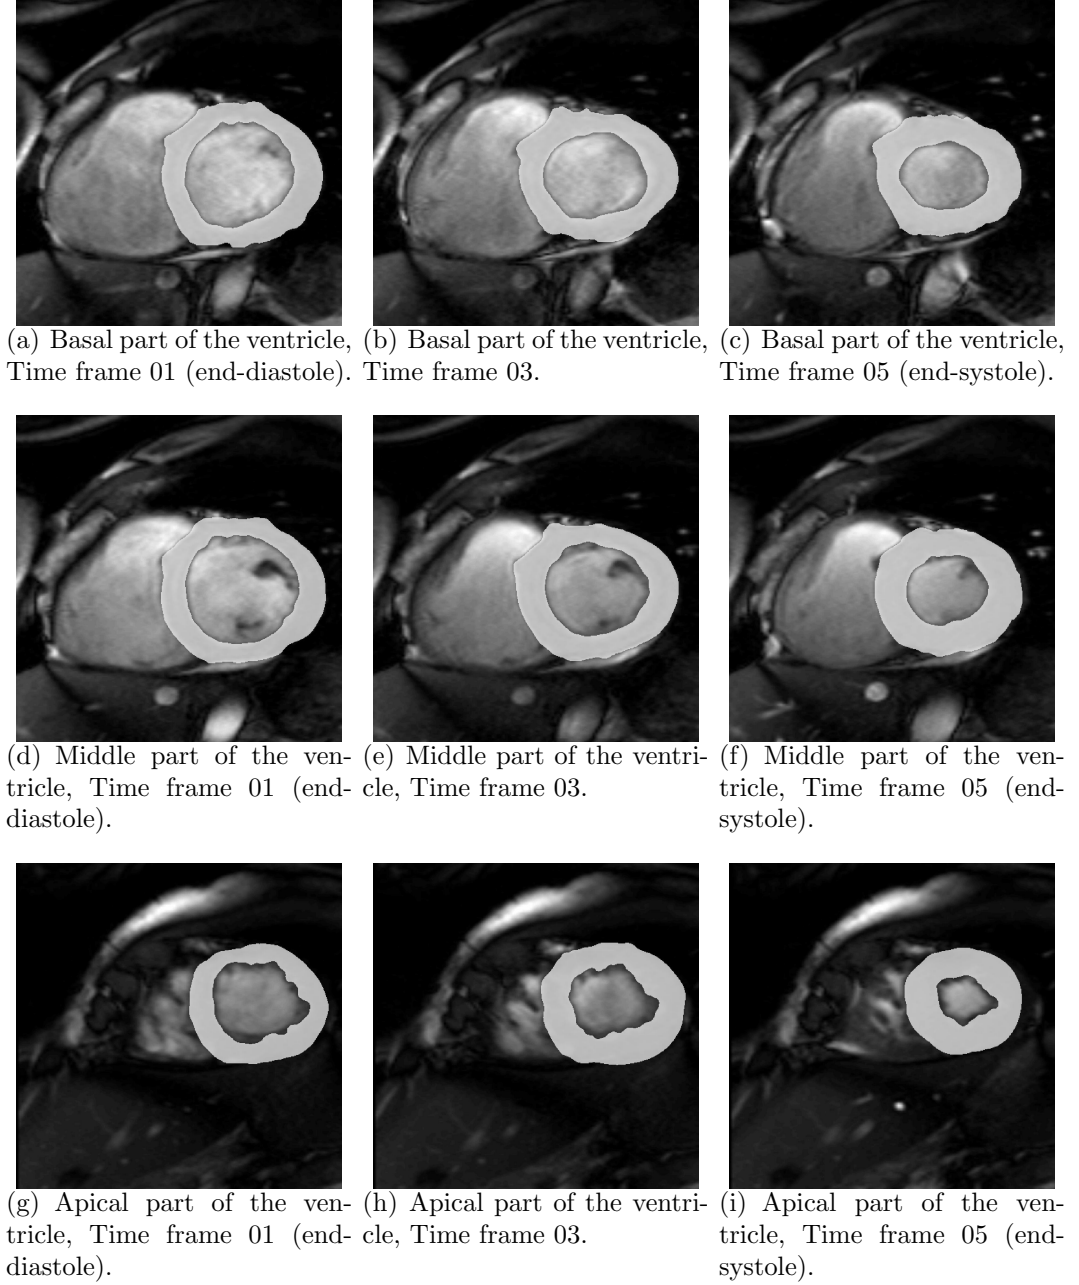 (a) Basal part of the ventricle,
Time frame 01 (end-diastole).
(b) Basal part of the ventricle,
Time frame 03.
(c) Basal part of the ventricle,
Time frame 05 (end-systole).
(d) Middle part of the ven-
tricle, Time frame 01 (end-
diastole).
(e) Middle part of the ventri-
cle, Time frame 03.
(f) Middle part of the ven-
tricle, Time frame 05 (end-
systole).
(g) Apical part of the ven-
tricle, Time frame 01 (end-
diastole).
(h) Apical part of the ventri-
cle, Time frame 03.
(i) Apical part of the ven-
tricle, Time frame 05 (end-
systole).